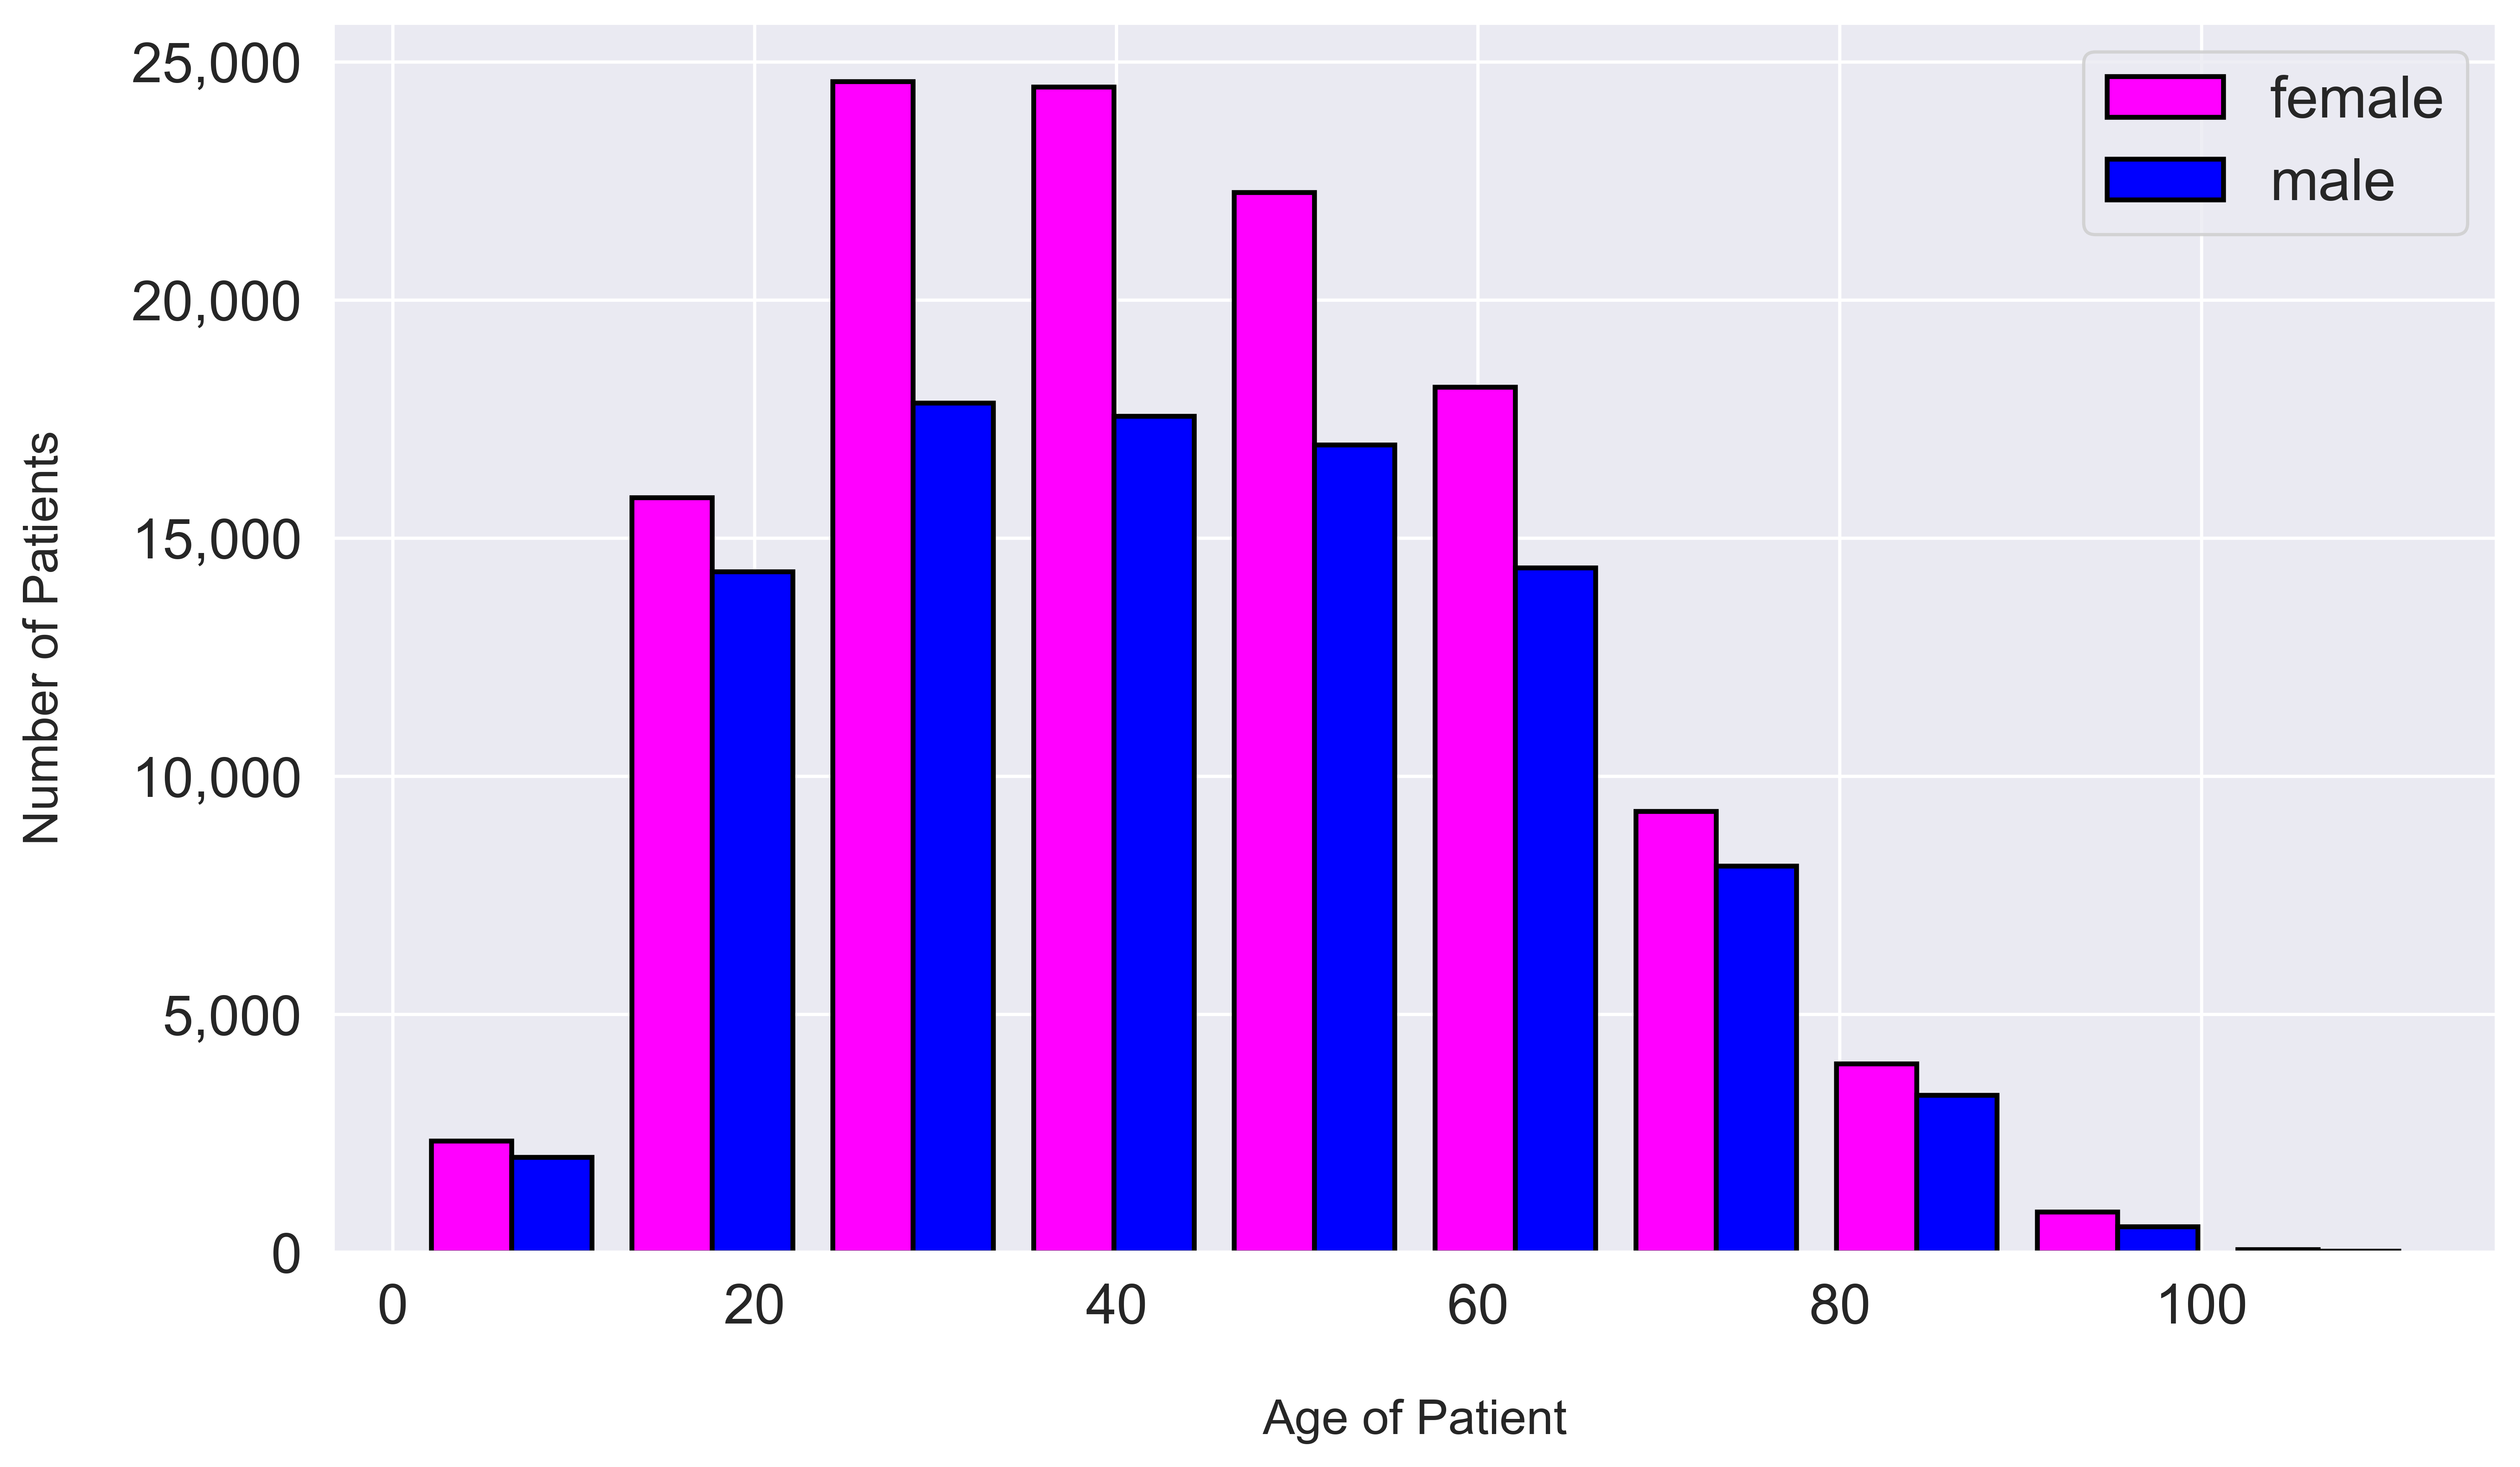 25,000
20,000
15,000
10,000
5,000
0
Number of Patients
female
male
0 20 40 60 80 100
Age of Patient